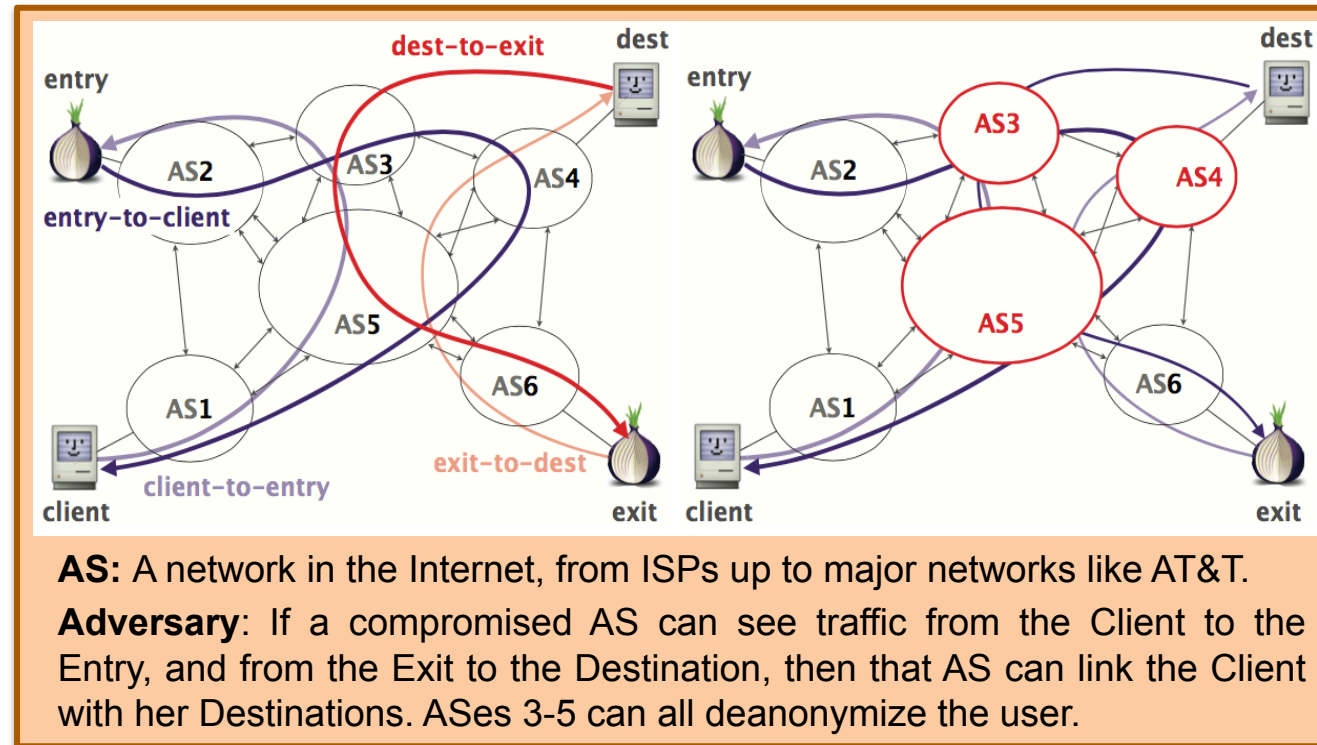 dest-to-exit
dest
entry
AS3
AS2
AS4
entry-to-client
AS5
AS6
AS1
exit-to-dest
client-to-entry
client
exit
dest
entry
AS3
AS2
AS4
AS5
AS6
AS1
client
exit
AS: A network in the Internet, from ISPs up to major networks like AT&T.
Adversary: If a compromised AS can see traffic from the Client to the
Entry, and from the Exit to the Destination, then that AS can link the Client
with her Destinations. ASes 3-5 can all deanonymize the user.